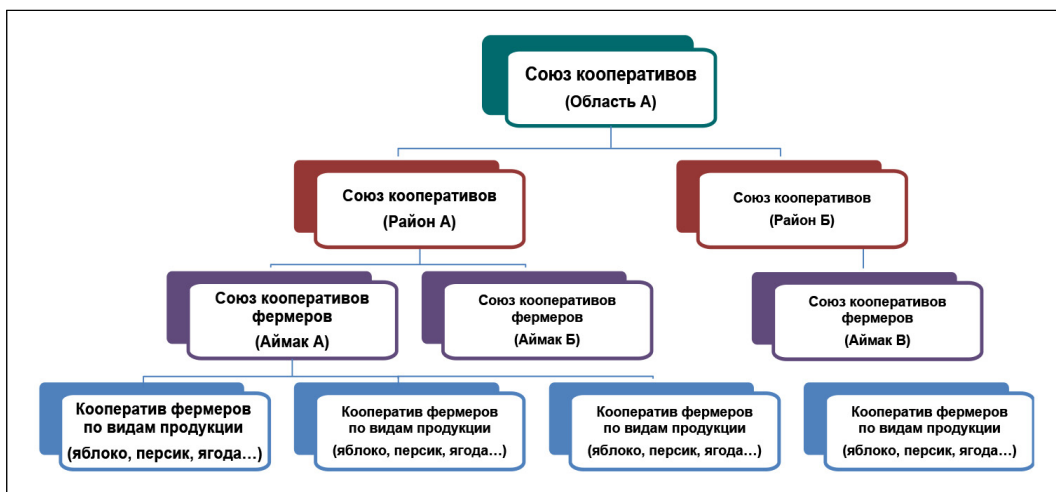 Союз кооперативов
(Область А)
Союз кооперативов
(Район А)
Союз кооперативов
(Район Б)
Союз кооперативов
фермеров
(Аймак А)
Союз кооперативов
фермеров
(Аймак Б)
Союз кооперативов
фермеров
(Аймак В)
Кооператив фермеров
по видам продукции
(яблоко, персик, ягода...)
Кооператив фермеров
по видам продукции
(яблоко, персик, ягода...)
Кооператив фермеров
по видам продукции
(яблоко, персик, ягода...)
Кооператив фермеров
по видам продукции
(яблоко, персик, ягода...)